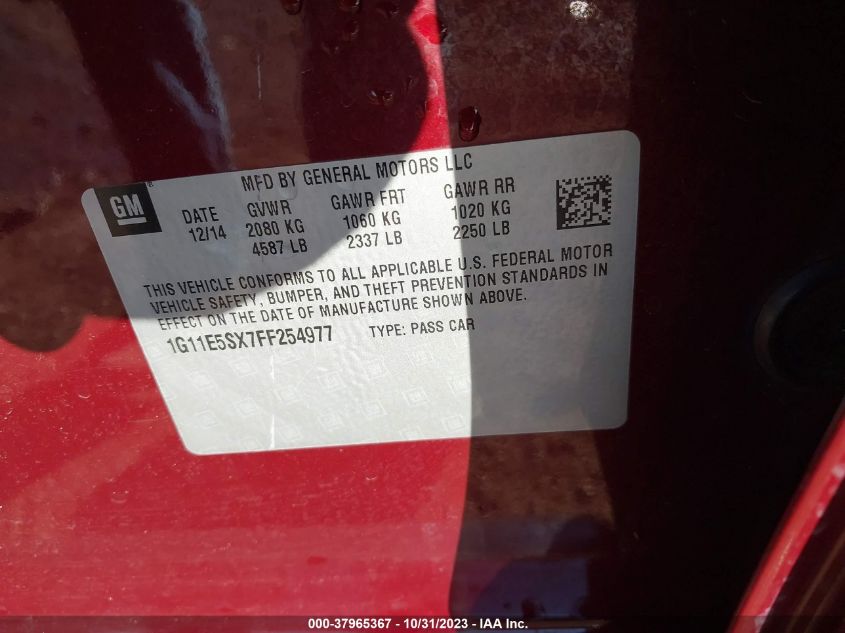 MFD BY GENERAL MOTORS LLC
GM ®
DATE GVWR GAWR FRT GAWR RR
12/14 2080 KG 1060 KG 1020 KG
4587 LB 2337 LB 2250 LB
THIS VEHICLE CONFORMS TO ALL APPLICABLE U.S. FEDERAL MOTOR
VEHICLE SAFETY, BUMPER, AND THEFT PREVENTION STANDARDS IN
EFFECT ON THE DATE OF MANUFACTURE SHOWN ABOVE.
1G11E5SX7FF254977 TYPE: PASS CAR
000-37965367 - 10/31/2023 - IAA Inc.